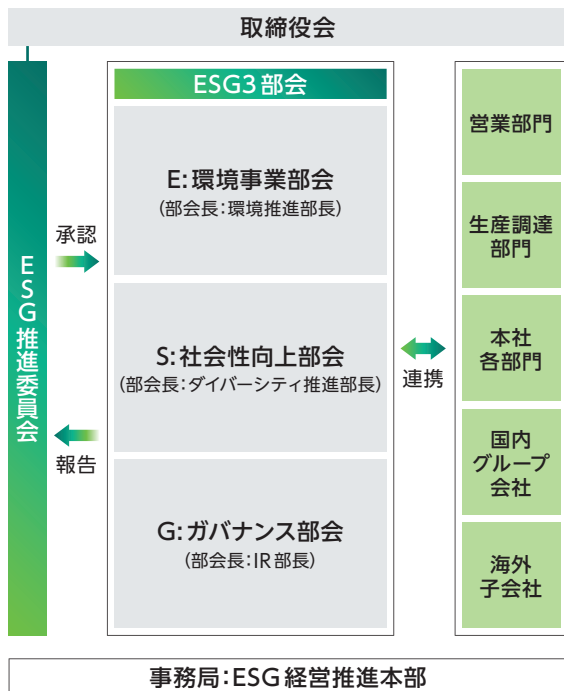 取締役会
ESG推進委員会
承認
報告
ESG3部会
E:環境事業部会
(部会長:環境推進部長)
S:社会性向上部会
(部会長:ダイバーシティ推進部長)
G:ガバナンス部会
(部会長:IR部長)
連携
営業部門
生産調達
部門
本社
各部門
国内
グループ
会社
海外
子会社
事務局:ESG経営推進本部